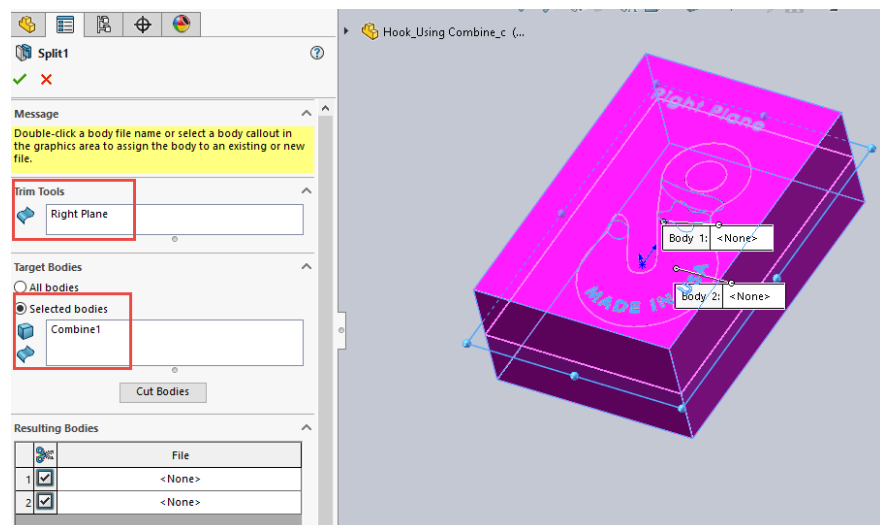 Split1
Hook_Using Combine_c (...
Message
Double-click a body file name or select a body callout in
the graphics area to assign the body to an existing or new
file.
Trim Tools
Right Plane
Target Bodies
All bodies
Selected bodies
Combine1
Cut Bodies
Resulting Bodies
File
1 <None>
2 <None>
Right Plane
Body 1: <None>
Body 2: <None>
MADE IN